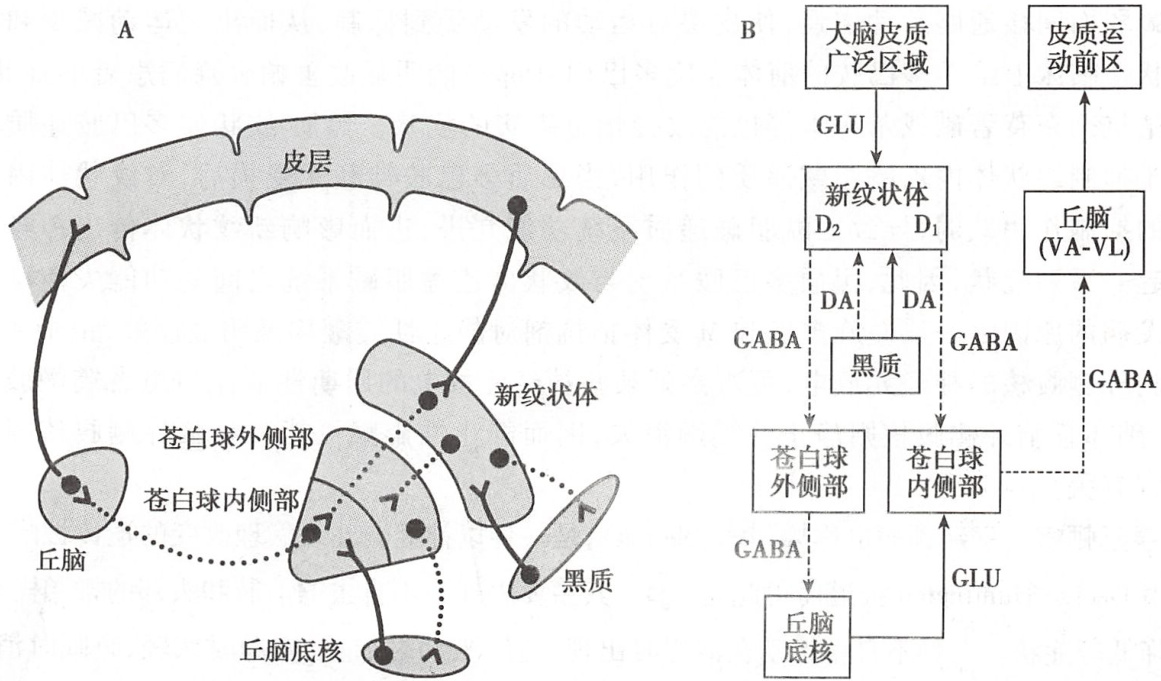 A
皮层
新纹状体
苍白球外侧部
苍白球内侧部
丘脑
黑质
丘脑底核
B
大脑皮质
广泛区域
皮质运
动前区
GLU
新纹状体
D₂ D₁
丘脑
(VA-VL)
DA DA
GABA
GABA
黑质
GABA
苍白球
外侧部
苍白球
内侧部
GABA
GLU
丘脑
底核